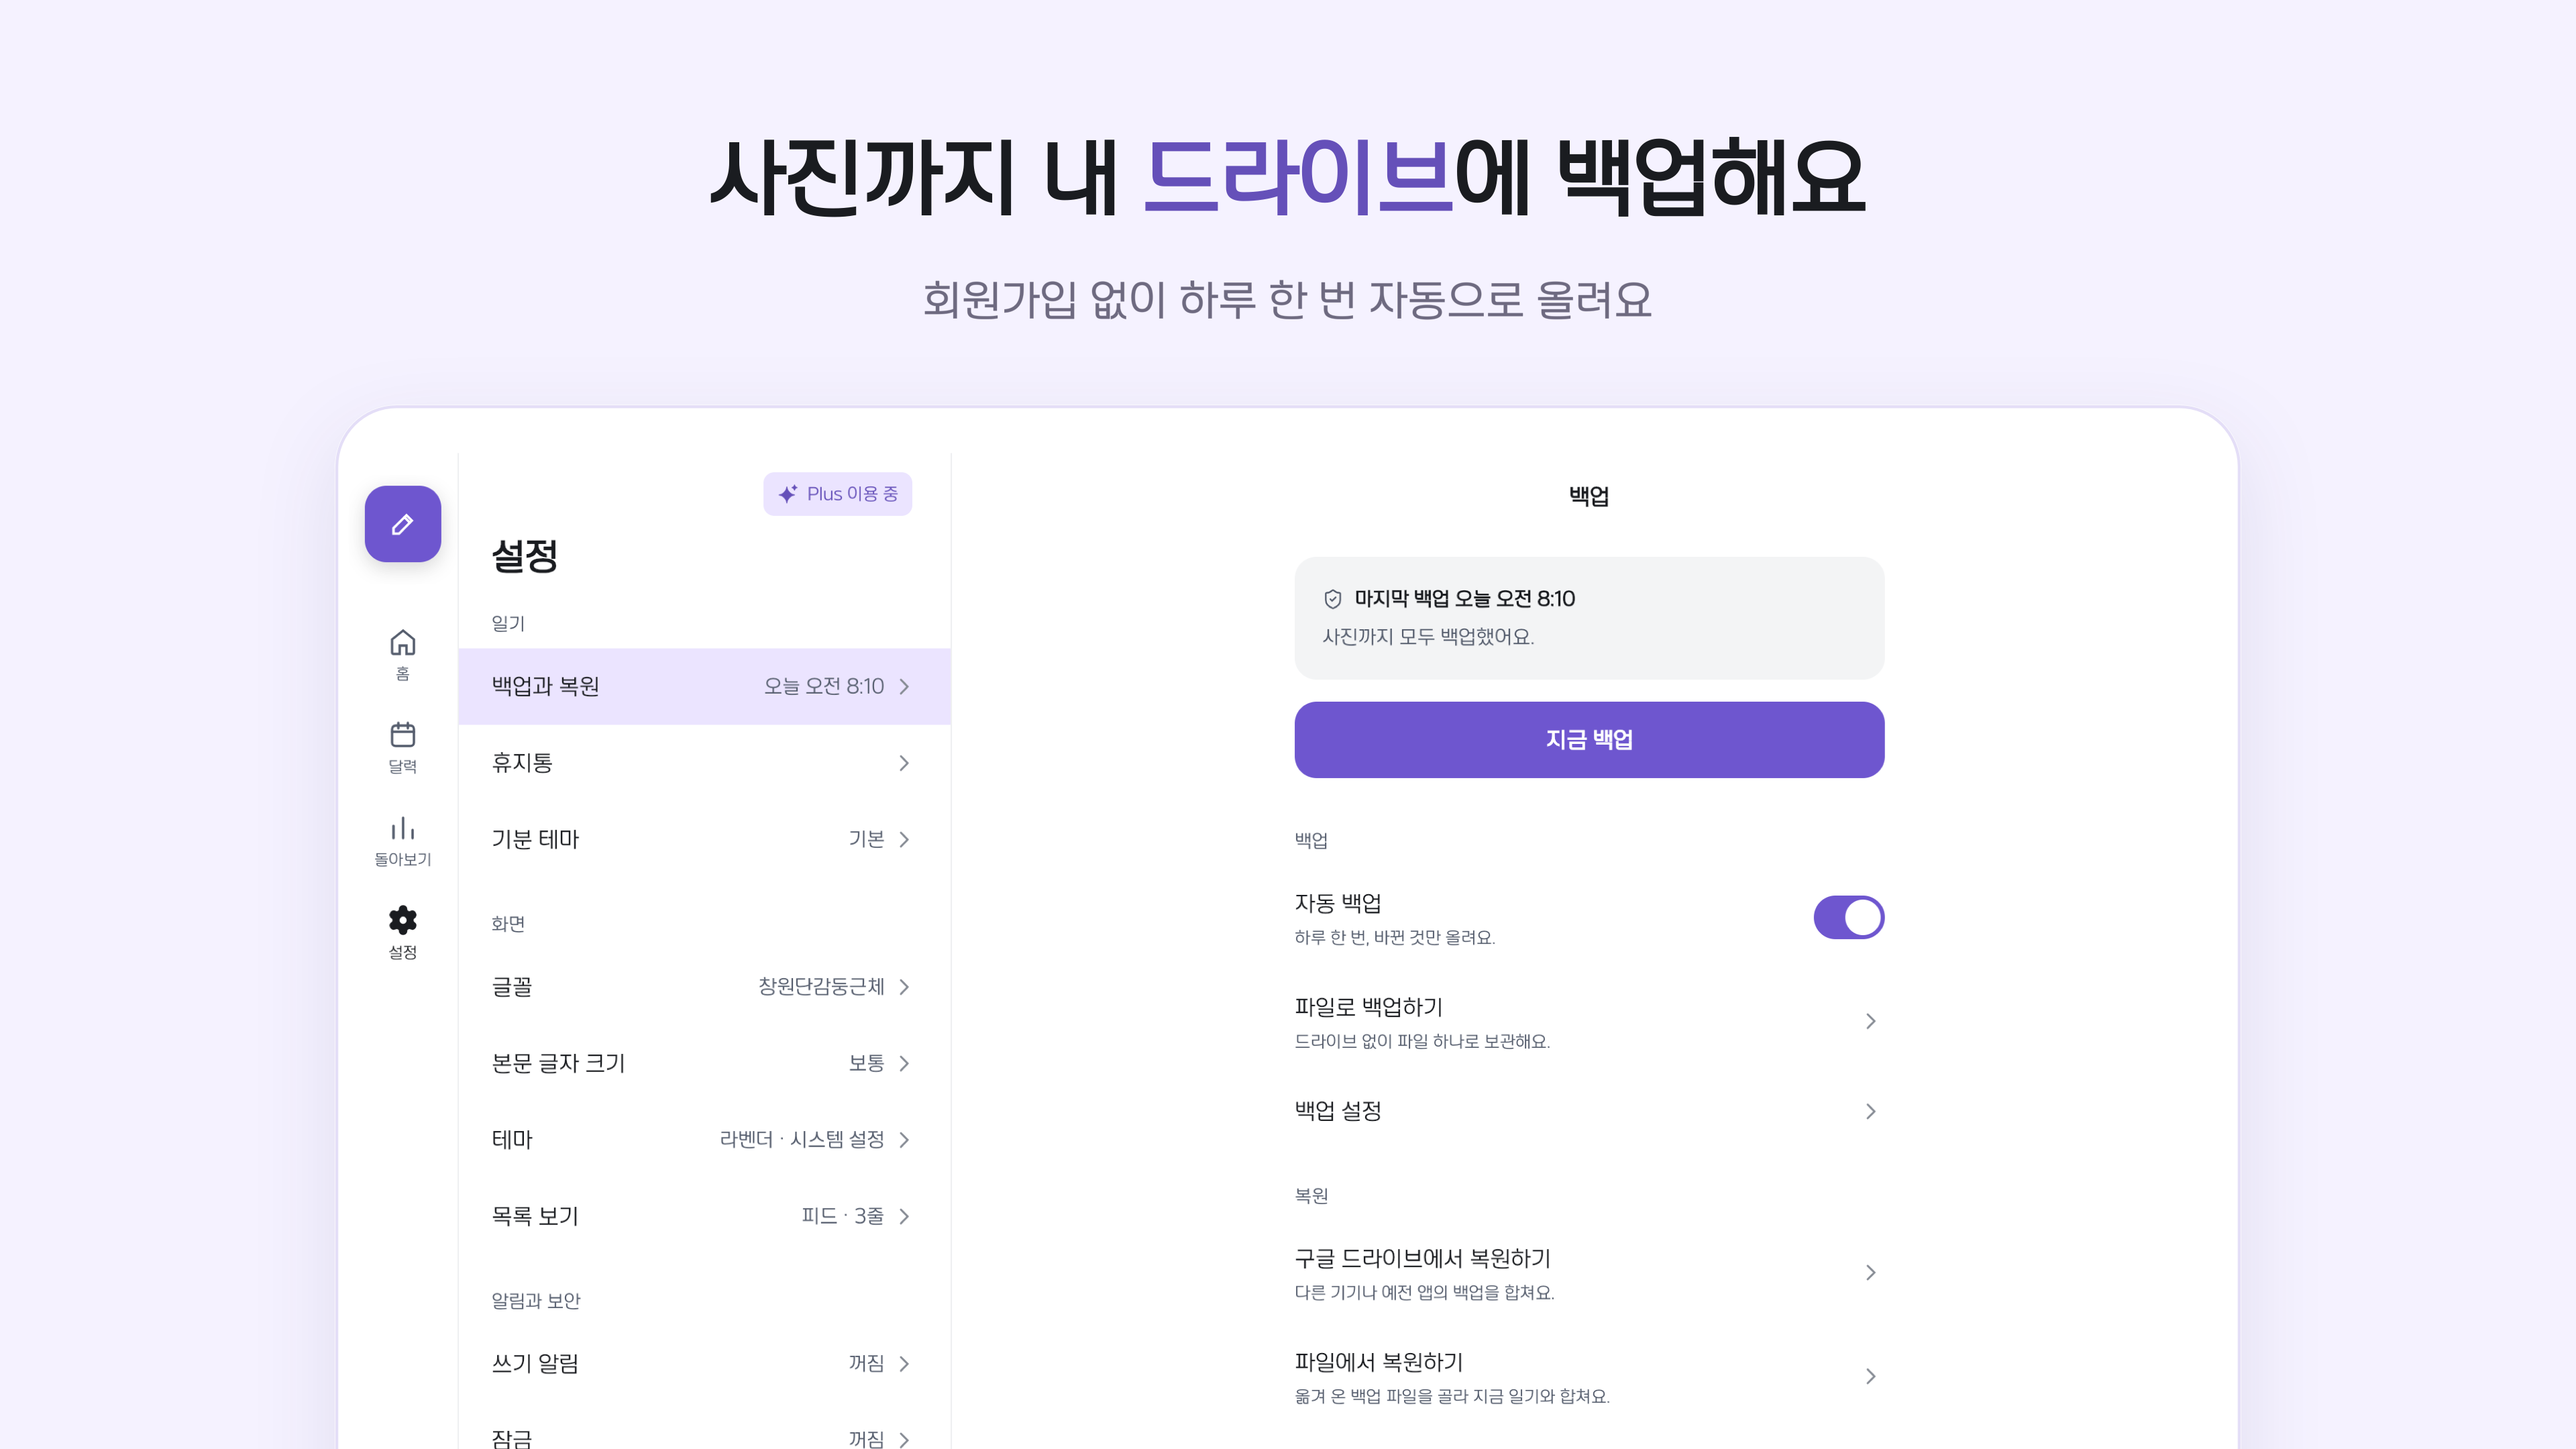 사진까지 내 드라이브에 백업해요
회원가입 없이 하루 한 번 자동으로 올려요
홈
달력
돌아보기
설정
Plus 이용 중
설정
일기
백업과 복원 오늘 오전 8:10
휴지통
기분 테마 기본
화면
글꼴 창원단감둥근체
본문 글자 크기 보통
테마 라벤더 · 시스템 설정
목록 보기 피드 · 3줄
알림과 보안
쓰기 알림 꺼짐
잠금 꺼짐
백업
마지막 백업 오늘 오전 8:10
사진까지 모두 백업했어요.
지금 백업
백업
자동 백업
하루 한 번, 바뀐 것만 올려요.
파일로 백업하기
드라이브 없이 파일 하나로 보관해요.
백업 설정
복원
구글 드라이브에서 복원하기
다른 기기나 예전 앱의 백업을 합쳐요.
파일에서 복원하기
옮겨 온 백업 파일을 골라 지금 일기와 합쳐요.